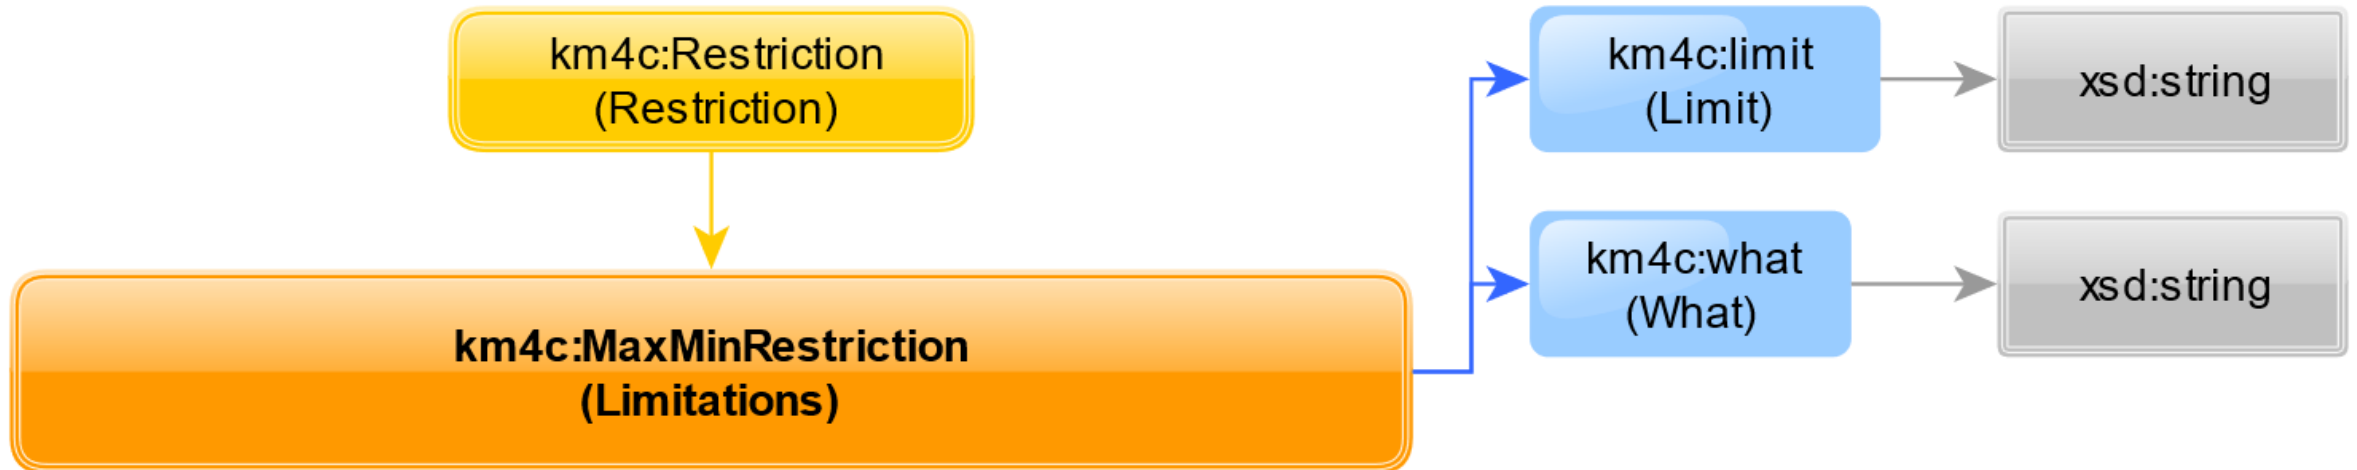 km4c:Restriction
(Restriction)
km4c:limit
(Limit)
xsd:string
km4c:what
(What)
xsd:string
km4c:MaxMinRestriction
(Limitations)